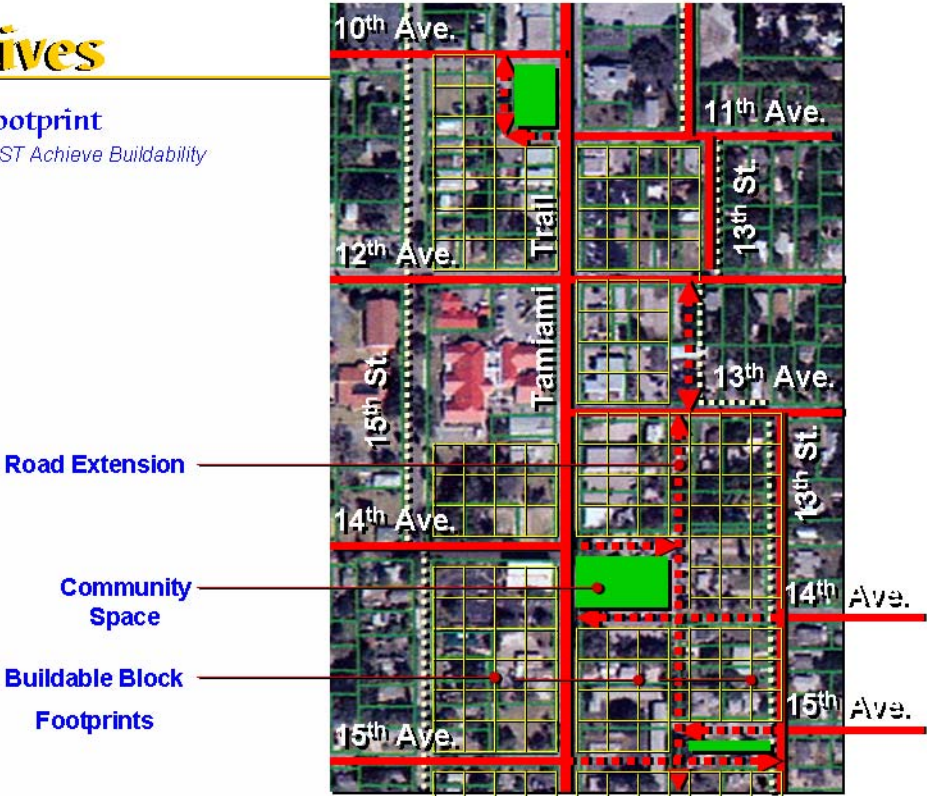 ives
ootprint
ST Achieve Buildability
10th Ave.
11th Ave.
13th St.
Trail
12th Ave.
Tamiami
13th Ave.
15th St.
13th St.
Road Extension
14th Ave.
Community
Space
14th Ave.
Buildable Block
Footprints
15th Ave.
15th Ave.